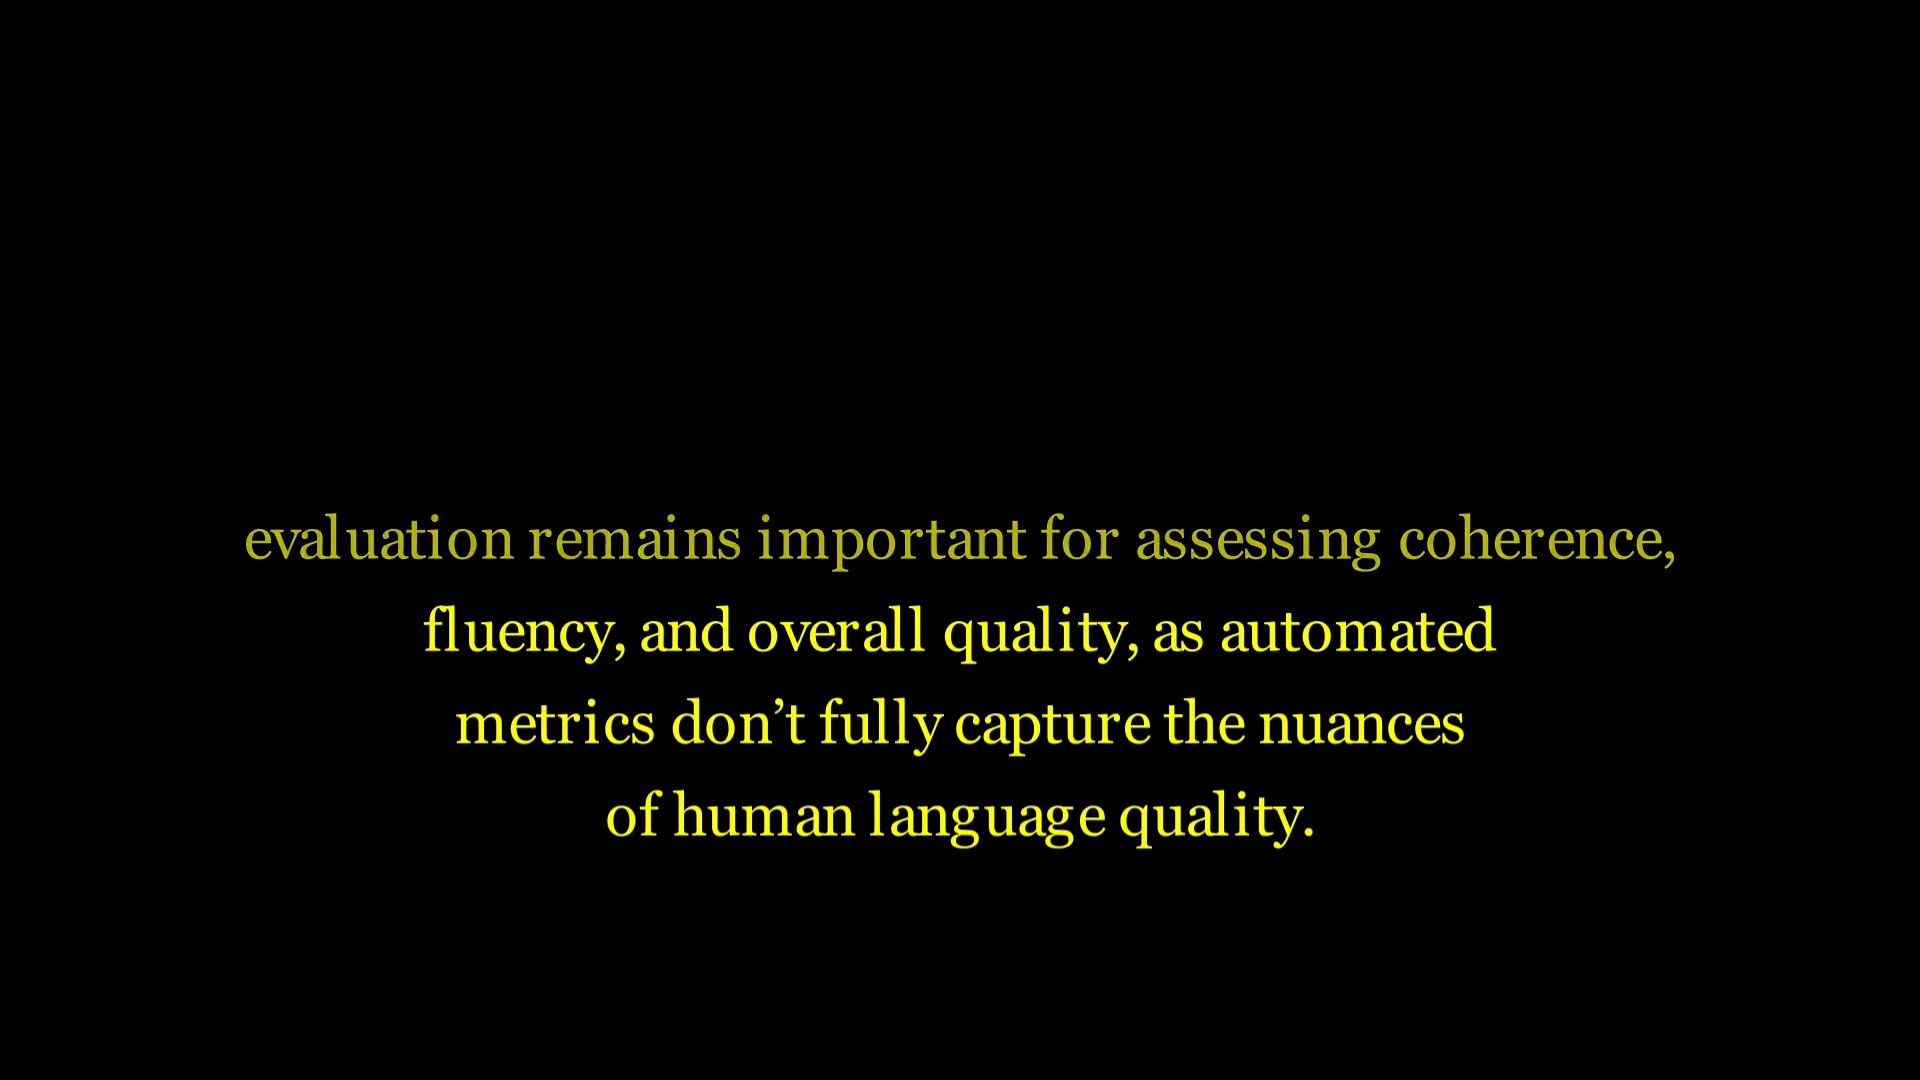 evaluation remains important for assessing coherence,
fluency, and overall quality, as automated
metrics don’t fully capture the nuances
of human language quality.